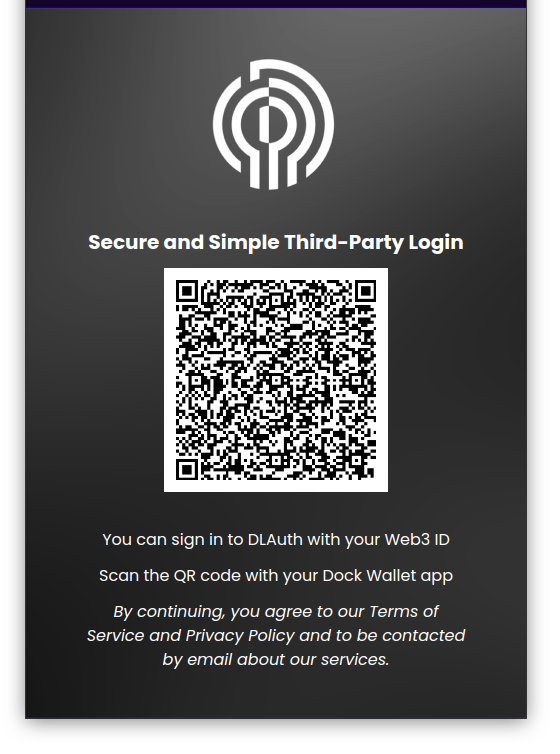 Secure and Simple Third-Party Login
You can sign in to DLAuth with your Web3 ID
Scan the QR code with your Dock Wallet app
By continuing, you agree to our Terms of
Service and Privacy Policy and to be contacted
by email about our services.